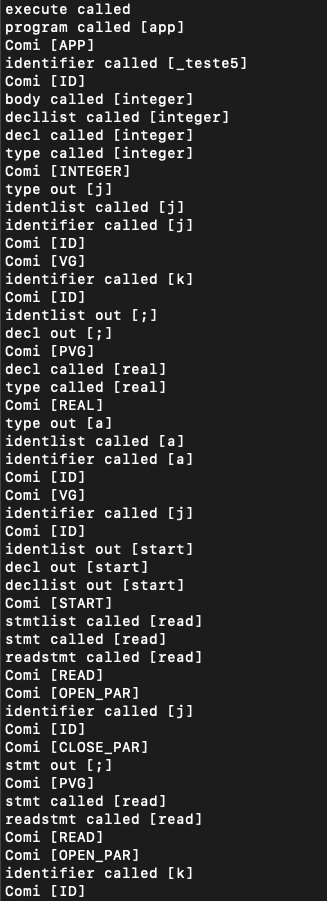 execute called
program called [app]
Comi [APP]
identifier called [_teste5]
Comi [ID]
body called [integer]
decllist called [integer]
decl called [integer]
type called [integer]
Comi [INTEGER]
type out [j]
identlist called [j]
identifier called [j]
Comi [ID]
Comi [VG]
identifier called [k]
Comi [ID]
identlist out [;]
decl out [;]
Comi [PVG]
decl called [real]
type called [real]
Comi [REAL]
type out [a]
identlist called [a]
identifier called [a]
Comi [ID]
Comi [VG]
identifier called [j]
Comi [ID]
identlist out [start]
decl out [start]
decllist out [start]
Comi [START]
stmtlist called [read]
stmt called [read]
readstmt called [read]
Comi [READ]
Comi [OPEN_PAR]
identifier called [j]
Comi [ID]
Comi [CLOSE_PAR]
stmt out [;]
Comi [PVG]
stmt called [read]
readstmt called [read]
Comi [READ]
Comi [OPEN_PAR]
identifier called [k]
Comi [ID]